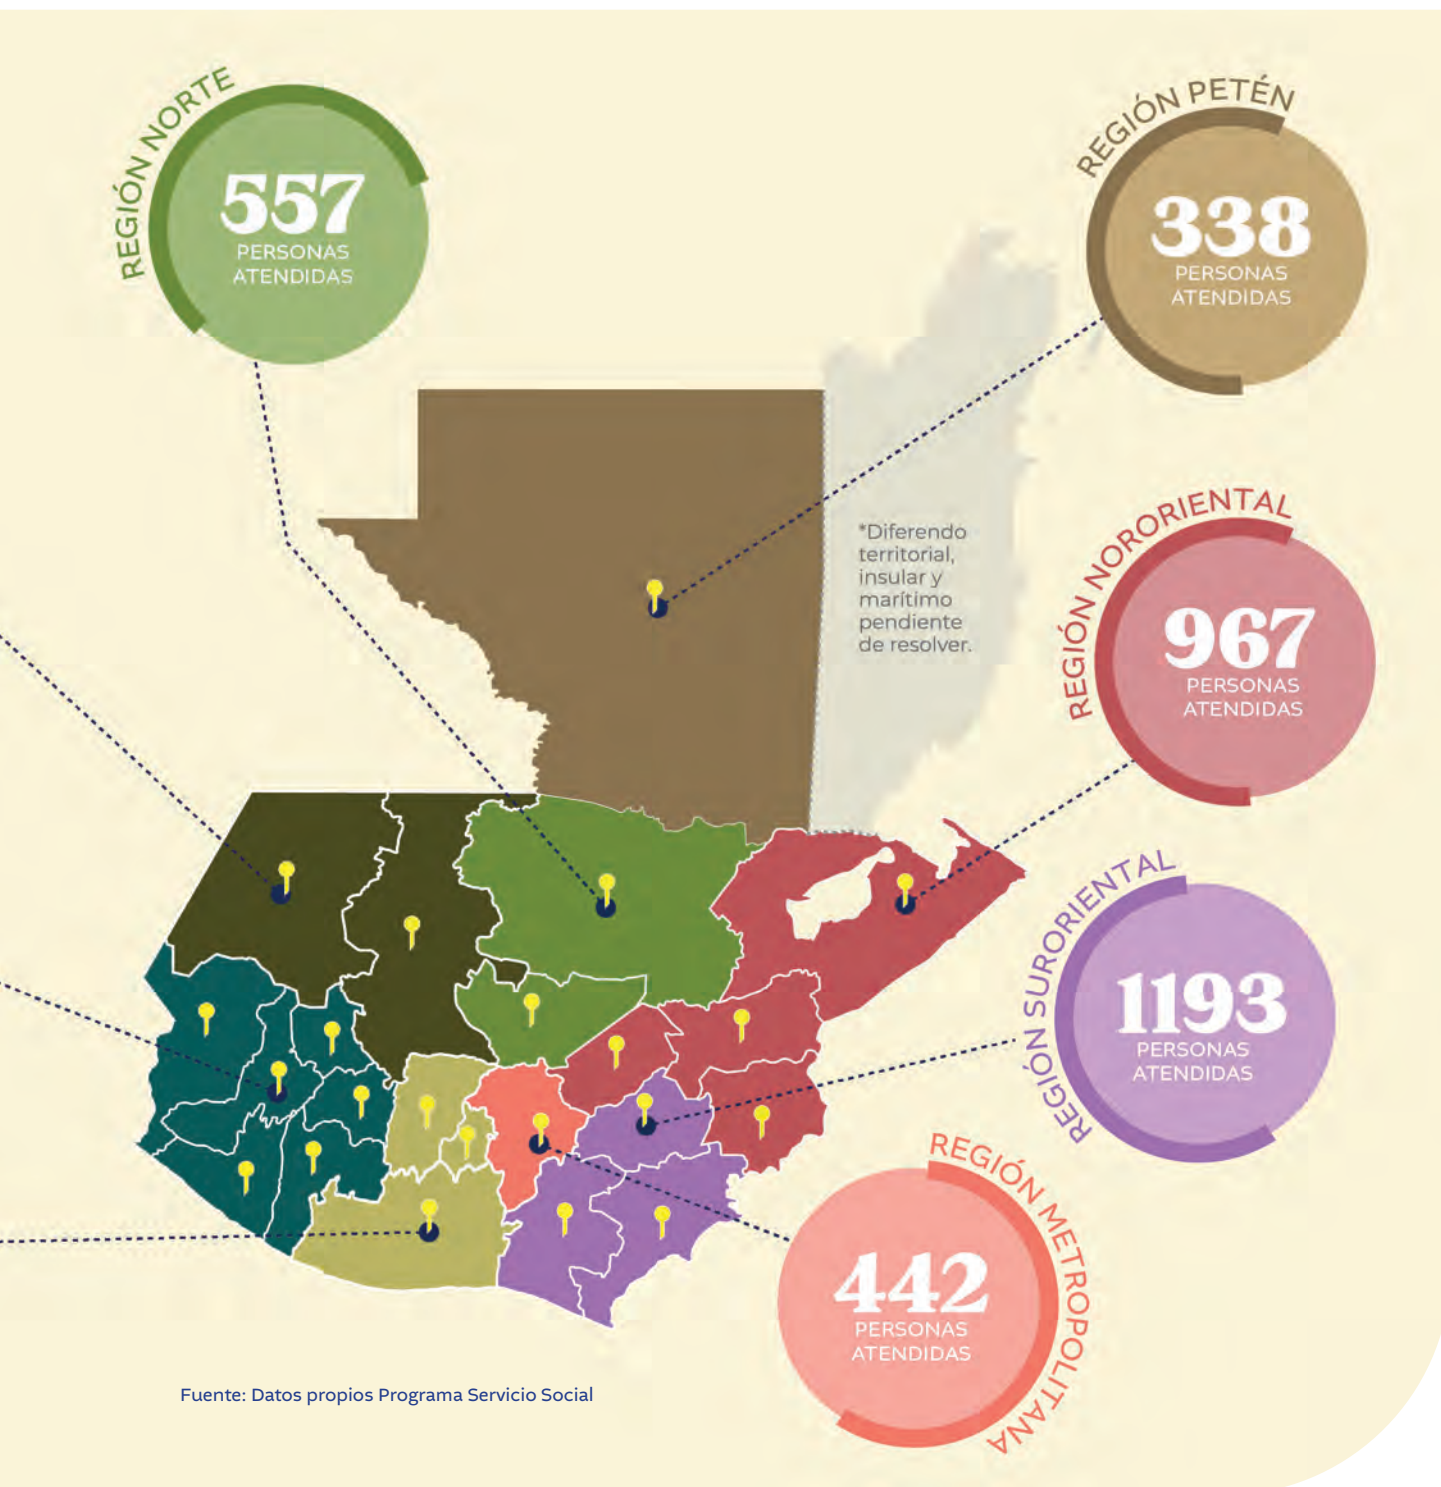 REGIÓN NORTE
557
PERSONAS
ATENDIDAS
REGIÓN PETÉN
338
PERSONAS
ATENDIDAS
*Diferendo
territorial,
insular y
marítimo
pendiente
de resolver.
REGIÓN NORORIENTAL
967
PERSONAS
ATENDIDAS
REGIÓN SURORIENTAL
1193
PERSONAS
ATENDIDAS
REGIÓN METROPOLITANA
442
PERSONAS
ATENDIDAS
Fuente: Datos propios Programa Servicio Social